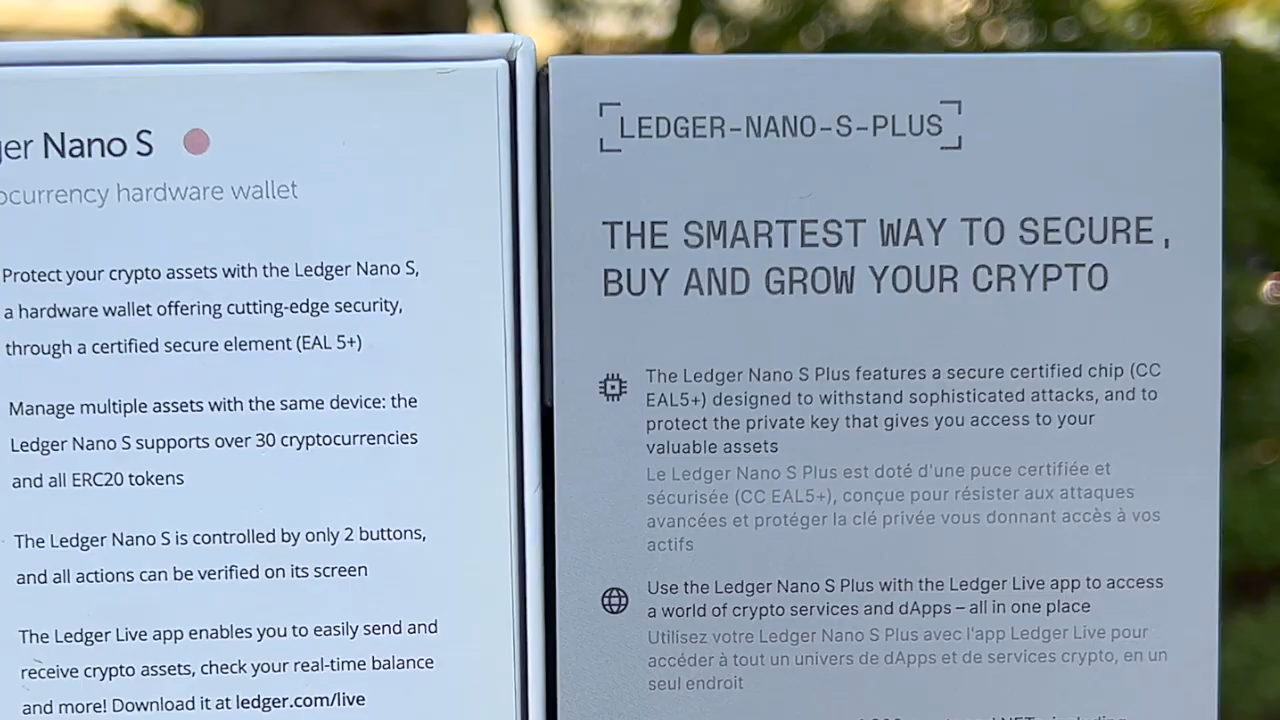 Nano S
hardware wallet
Protect your crypto assets with the Ledger Nano S,
a hardware wallet offering cutting-edge security,
through a certified secure element (EAL 5+)
Manage multiple assets with the same device: the
Ledger Nano S supports over 30 cryptocurrencies
and all ERC20 tokens
The Ledger Nano S is controlled by only 2 buttons,
and all actions can be verified on its screen
The Ledger Live app enables you to easily send and
receive crypto assets, check your real-time balance
and more! Download it at ledger.com/live
LEDGER-NANO-S-PLUS
THE SMARTEST WAY TO SECURE,
BUY AND GROW YOUR CRYPTO
The Ledger Nano S Plus features a secure certified chip (CC
EAL5+) designed to withstand sophisticated attacks, and to
protect the private key that gives you access to your
valuable assets
Le Ledger Nano S Plus est doté d'une puce certifiée et
sécurisée (CC EAL5+), conçue pour résister aux attaques
avancées et protéger la clé privée vous donnant accès à vos
actifs
Use the Ledger Nano S Plus with the Ledger Live app to access
a world of crypto services and dApps – all in one place
Utilisez votre Ledger Nano S Plus avec l'app Ledger Live pour
accéder à tout un univers de dApps et de services crypto, en un
seul endroit